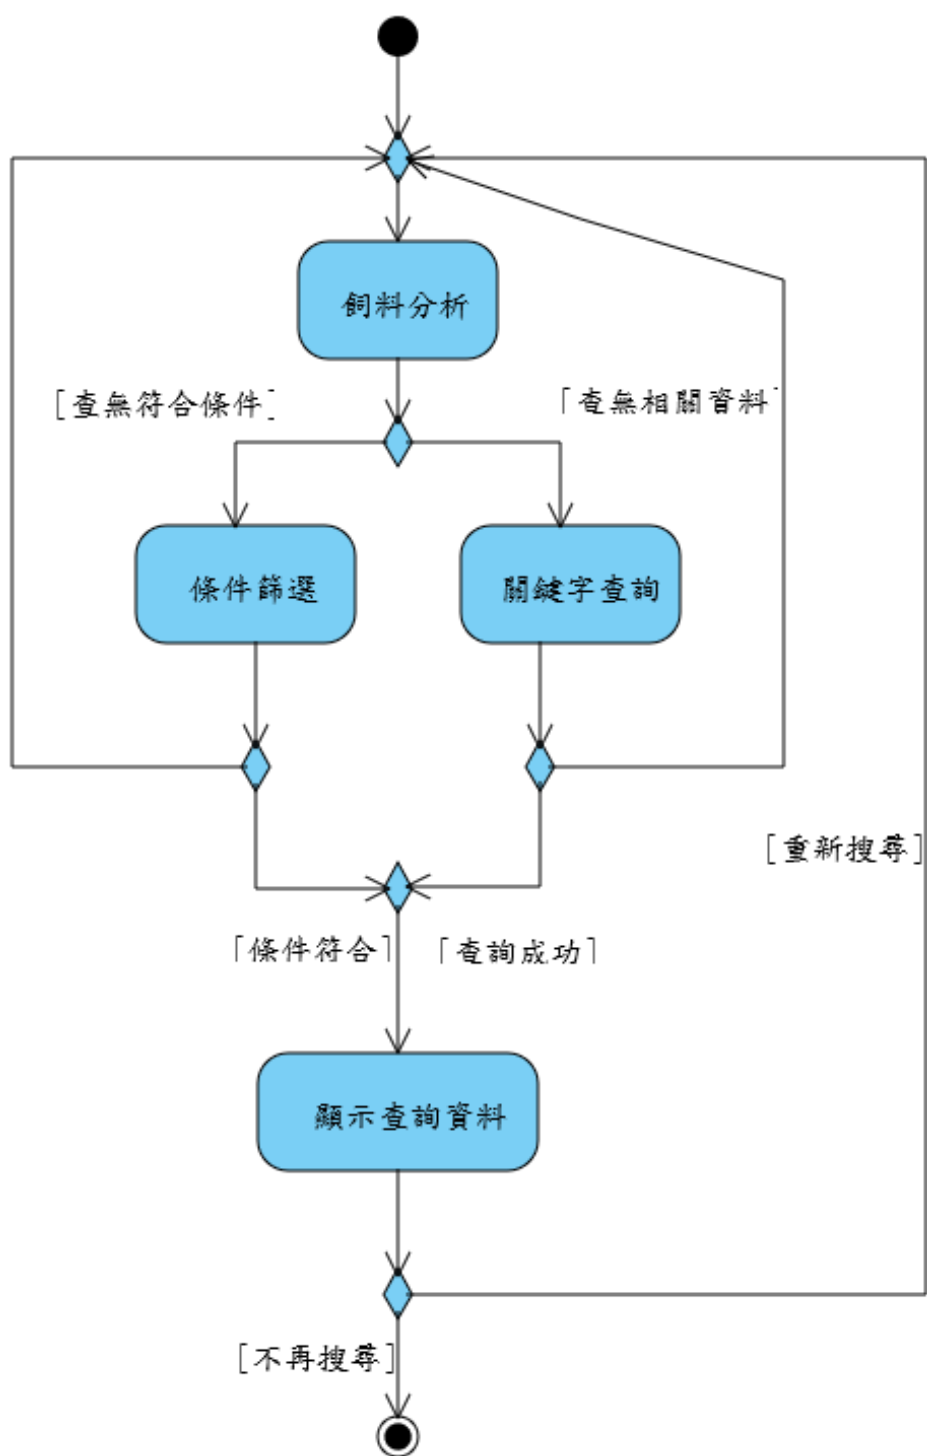 飼料分析
[查無符合條件]
[查無相關資料]
條件篩選
關鍵字查詢
[重新搜尋]
[條件符合]
[查詢成功]
顯示查詢資料
[不再搜尋]